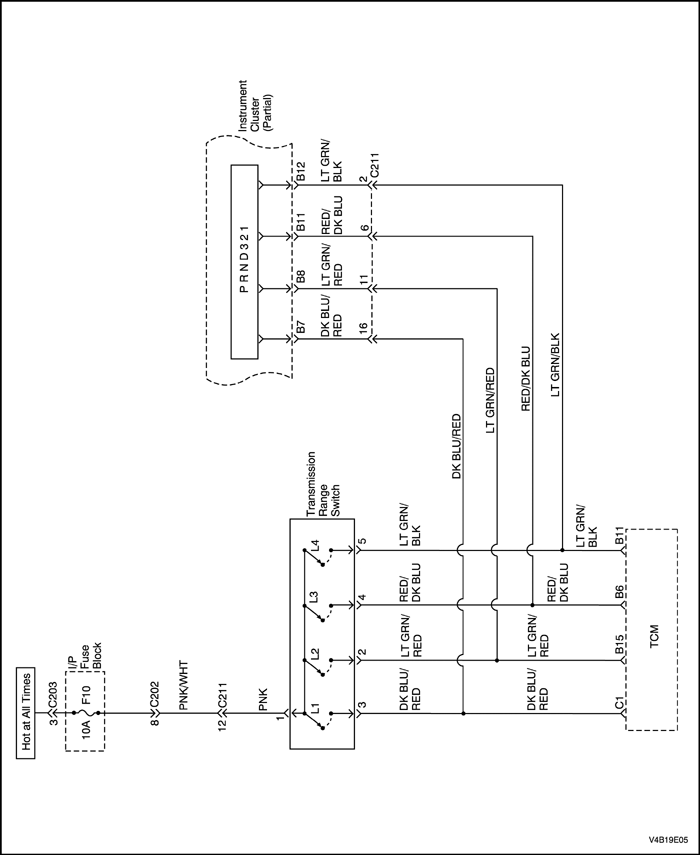 Instrument
Cluster
(Partial)
P R N D 3 2 1
B12
LT GRN/
BLK
2
C211
B11
RED/
DK BLU
6
B8
LT GRN/
RED
11
B7
DK BLU/
RED
16
DK BLU/RED
LT GRN/RED
RED/DK BLU
LT GRN/BLK
Transmission
Range
Switch
L4
5
LT GRN/
BLK
LT GRN/
BLK
B11
L3
4
RED/
DK BLU
RED/
DK BLU
B6
L2
2
LT GRN/
RED
LT GRN/
RED
B15
L1
3
DK BLU/
RED
DK BLU/
RED
C1
TCM
Hot at All Times
3
C203
I/P
Fuse
Block
F10
10A
8
C202
PNK/WHT
12
C211
PNK
1
V4B19E05